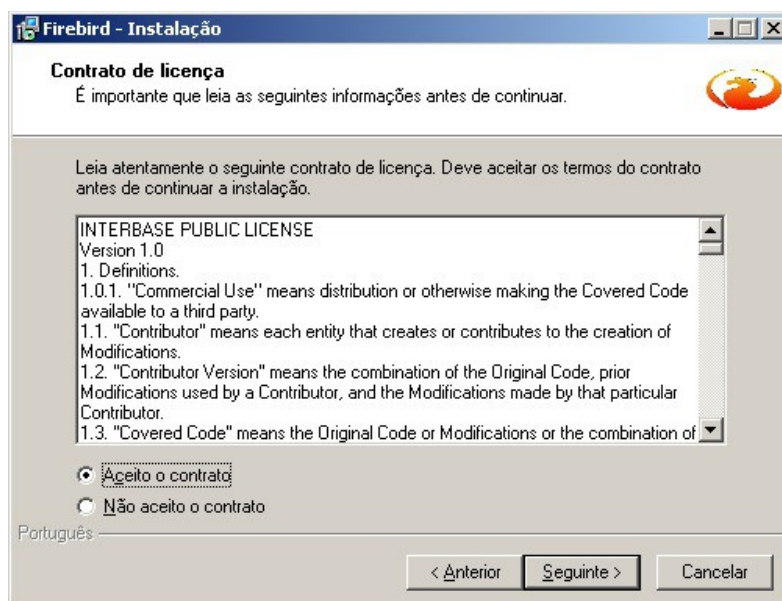 Firebird - Instalação
Contrato de licença
É importante que leia as seguintes informações antes de continuar.
Leia atentamente o seguinte contrato de licença. Deve aceitar os termos do contrato
antes de continuar a instalação.
INTERBASE PUBLIC LICENSE
Version 1.0
1. Definitions.
1.0.1. "Commercial Use" means distribution or otherwise making the Covered Code
available to a third party.
1.1. "Contributor" means each entity that creates or contributes to the creation of
Modifications.
1.2. "Contributor Version" means the combination of the Original Code, prior
Modifications used by a Contributor, and the Modifications made by that particular
Contributor.
1.3. "Covered Code" means the Original Code or Modifications or the combination of
Aceito o contrato
Não aceito o contrato
Português
< Anterior
Seguinte >
Cancelar